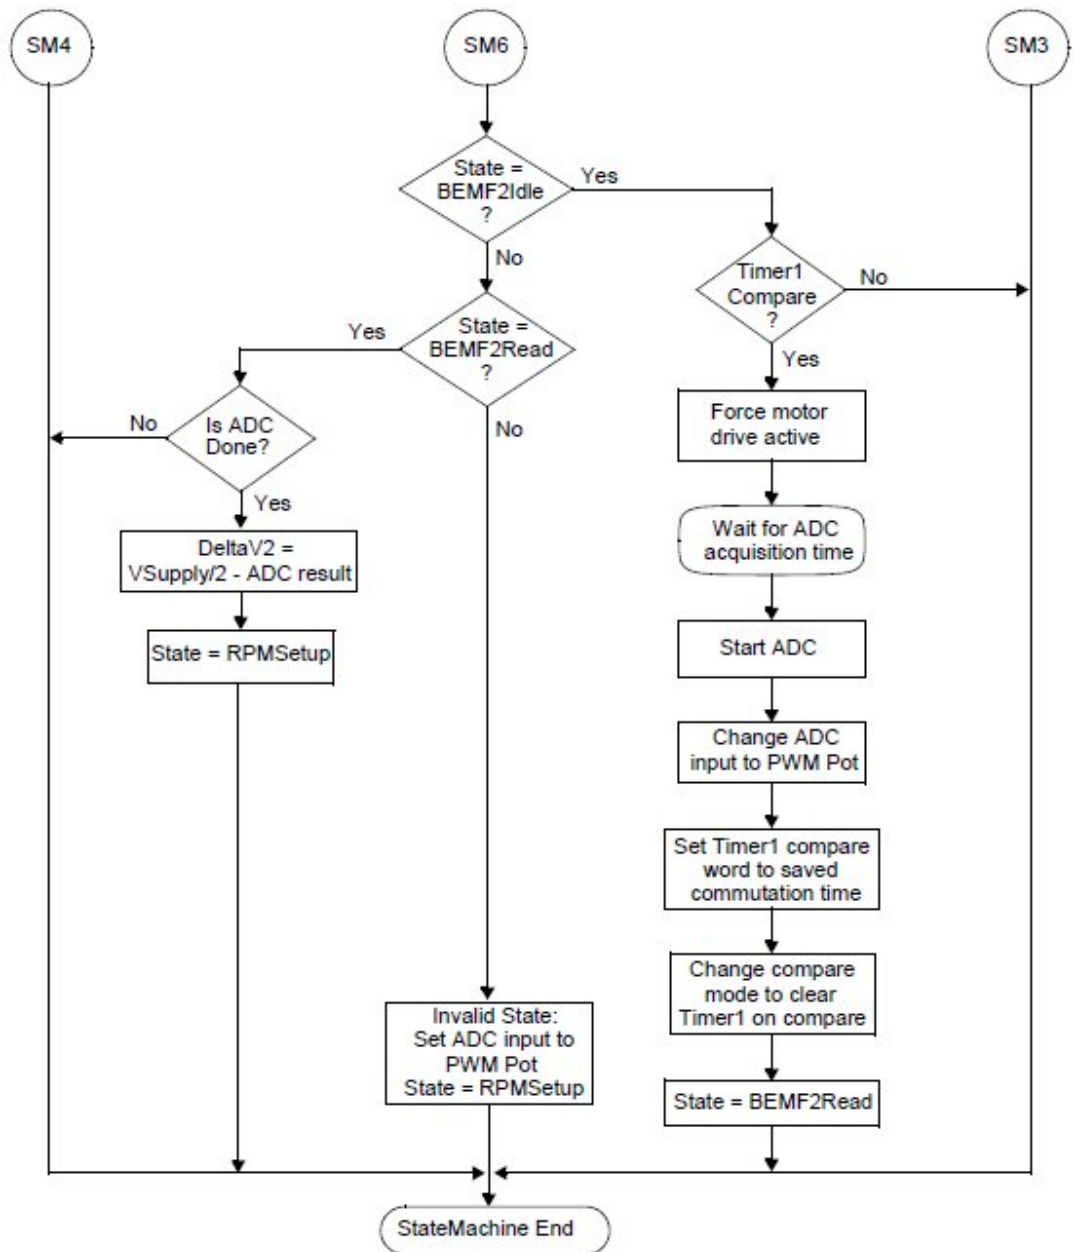 SM4
SM6
SM3
State =
BEMF2Idle
?
Yes
No
Timer1
Compare
?
No
Yes
State =
BEMF2Read
?
Yes
No
Is ADC
Done?
No
Yes
DeltaV2 =
VSupply/2 - ADC result
State = RPMSetup
Force motor
drive active
Wait for ADC
acquisition time
Start ADC
Change ADC
input to PWM Pot
Set Timer1 compare
word to saved
commutation time
Change compare
mode to clear
Timer1 on compare
State = BEMF2Read
Invalid State:
Set ADC input to
PWM Pot
State = RPMSetup
StateMachine End